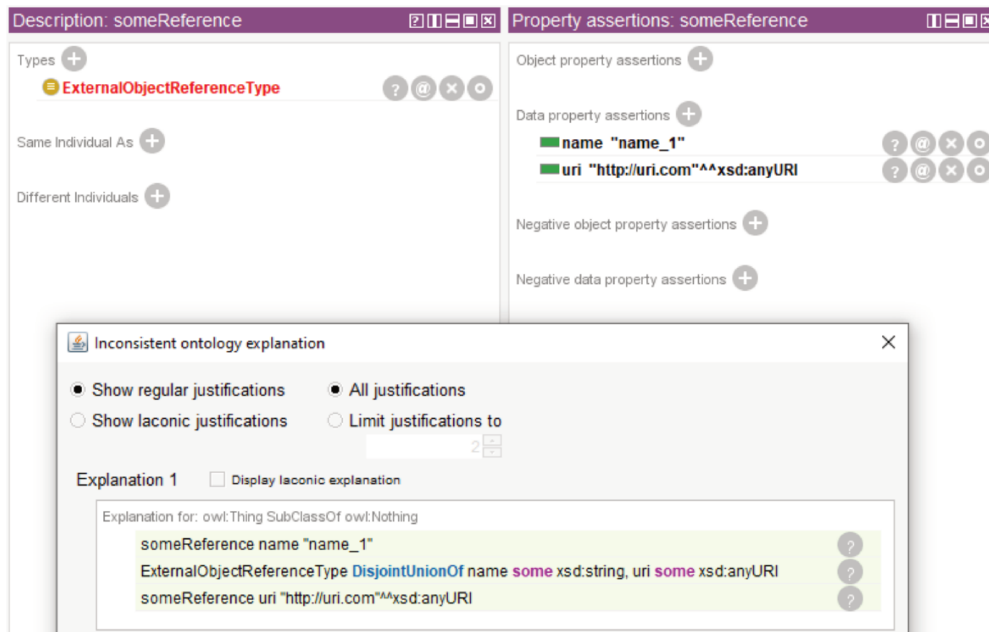 Description: someReference
Property assertions: someReference
Types
ExternalObjectReferenceType
Same Individual As
Different Individuals
Object property assertions
Data property assertions
name "name_1"
uri "http://uri.com"^^xsd:anyURI
Negative object property assertions
Negative data property assertions
Inconsistent ontology explanation
Show regular justifications
All justifications
Show laconic justifications
Limit justifications to
2
Explanation 1
Display laconic explanation
Explanation for: owl:Thing SubClassOf owl:Nothing
someReference name "name_1"
ExternalObjectReferenceType DisjointUnionOf name some xsd:string, uri some xsd:anyURI
someReference uri "http://uri.com"^^xsd:anyURI